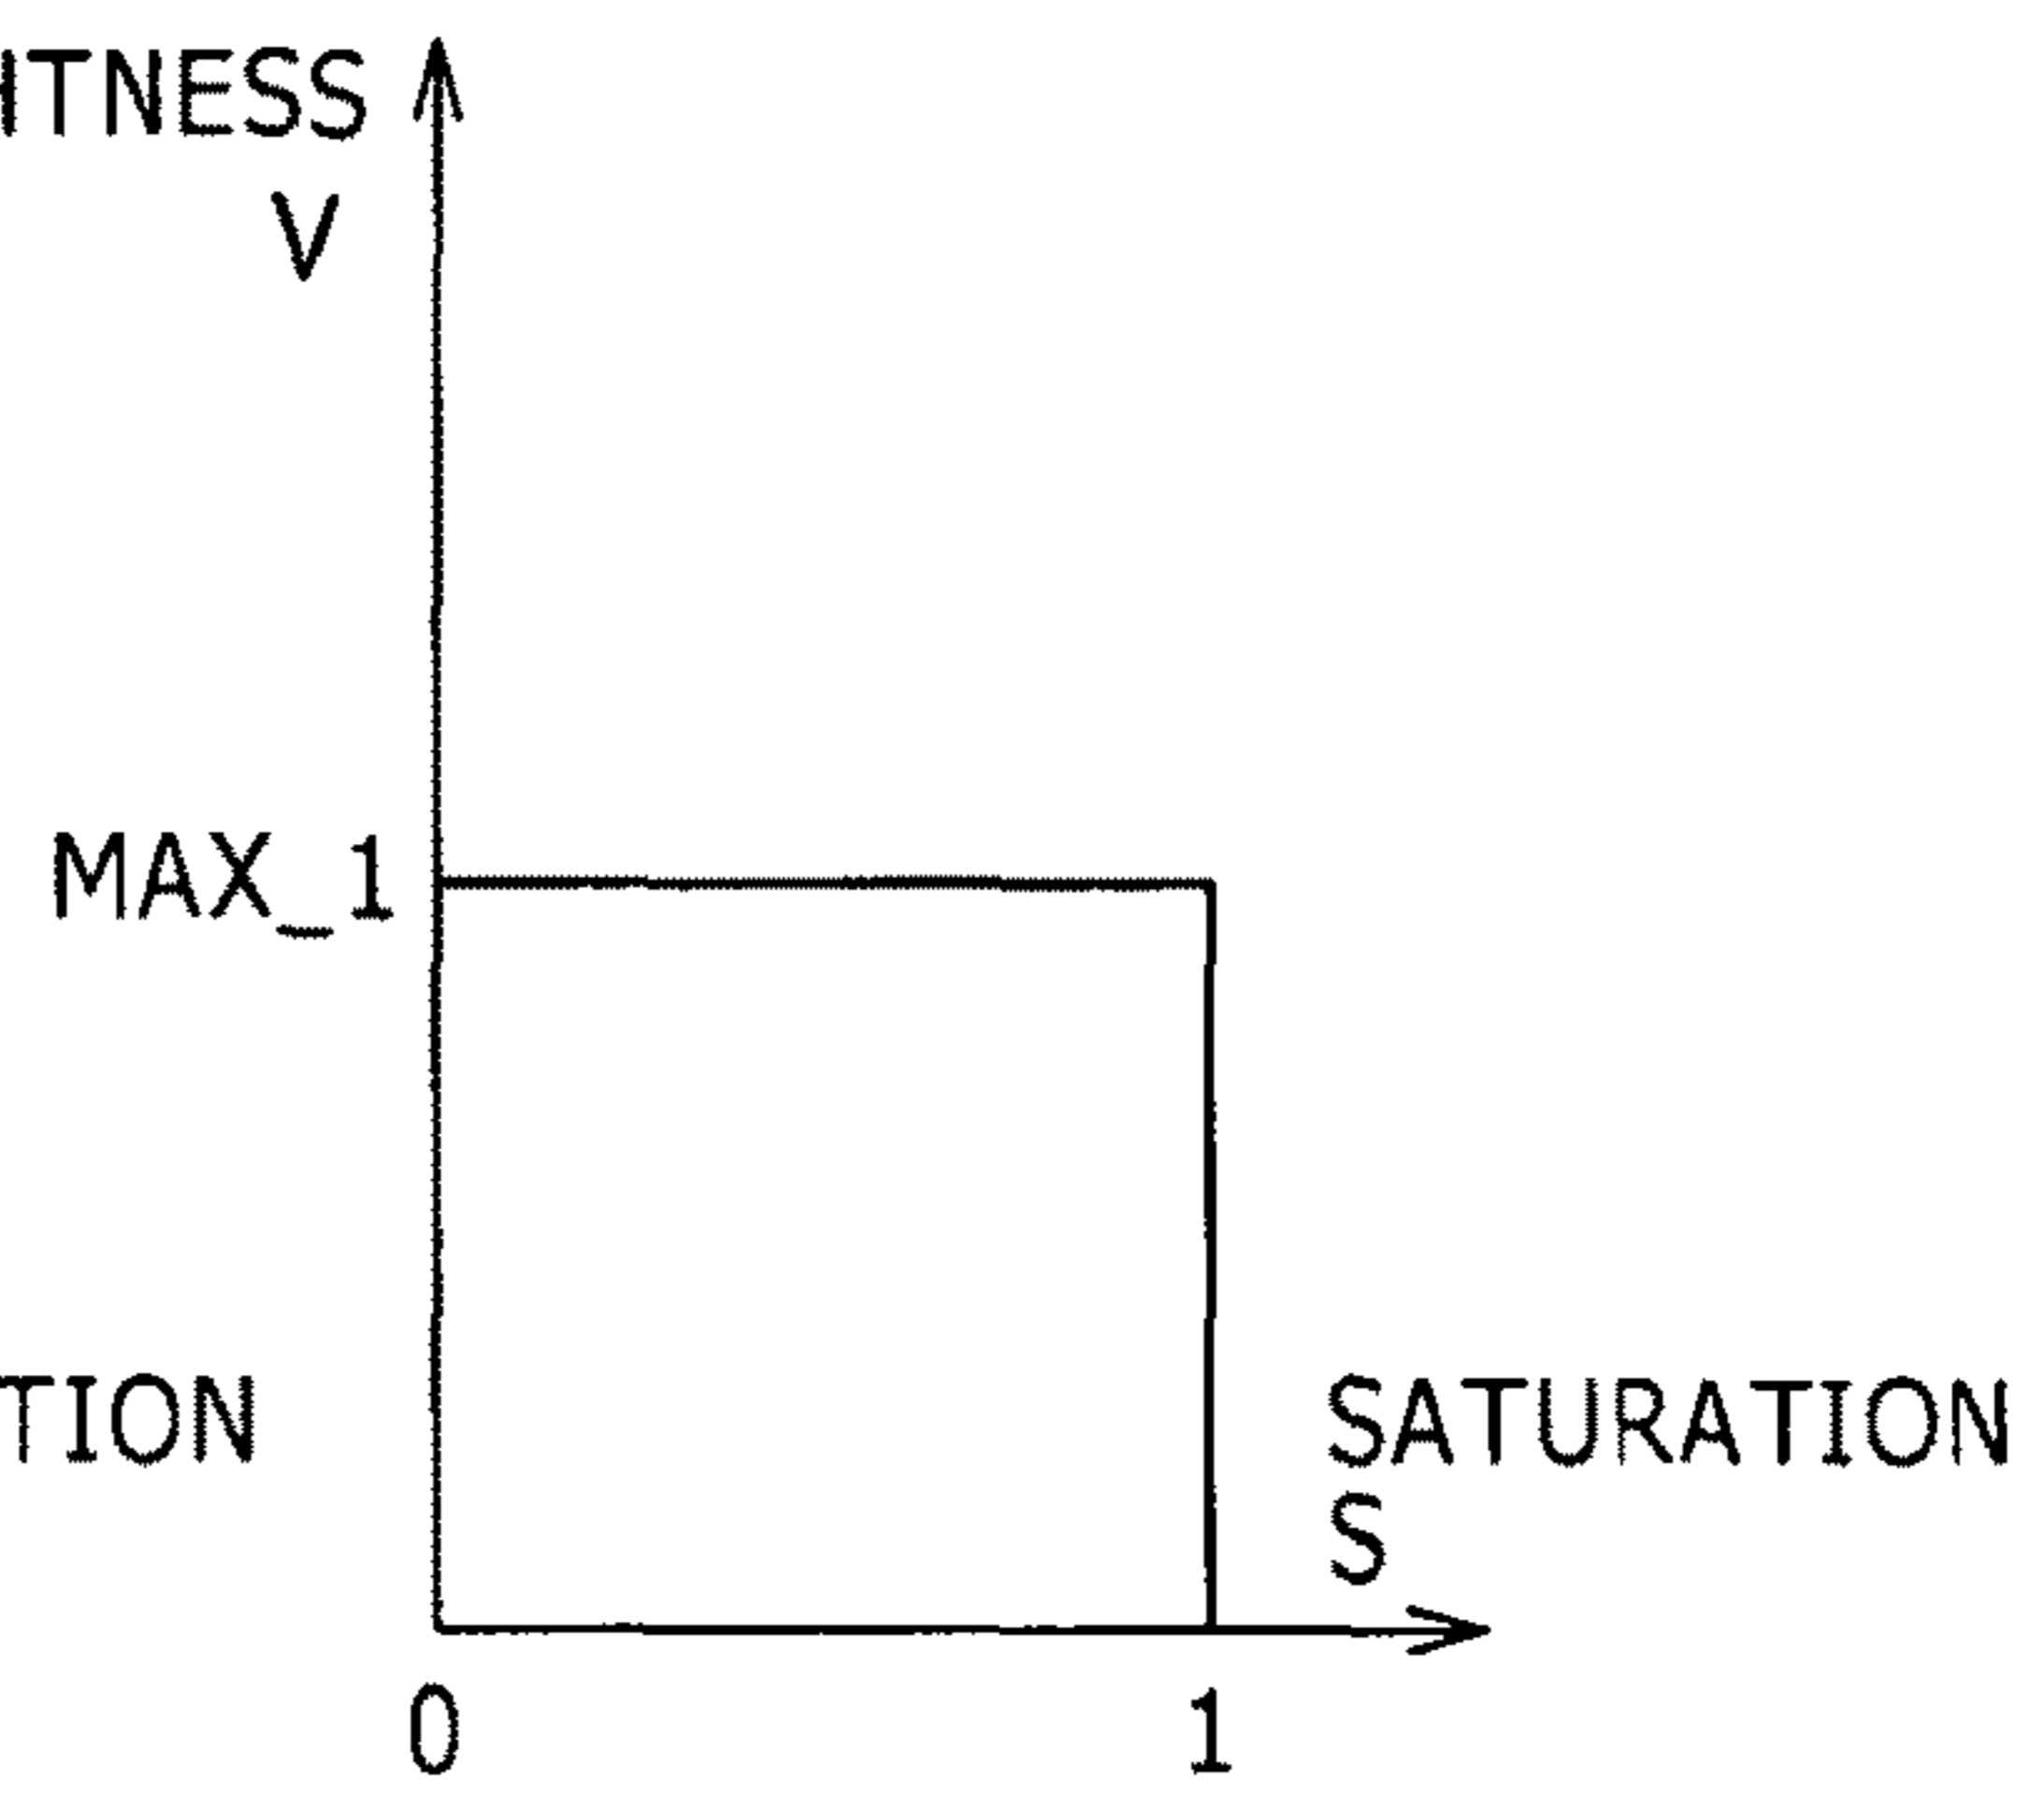 ITNESS
V
MAX_1
TION
SATURATION
S
0
1